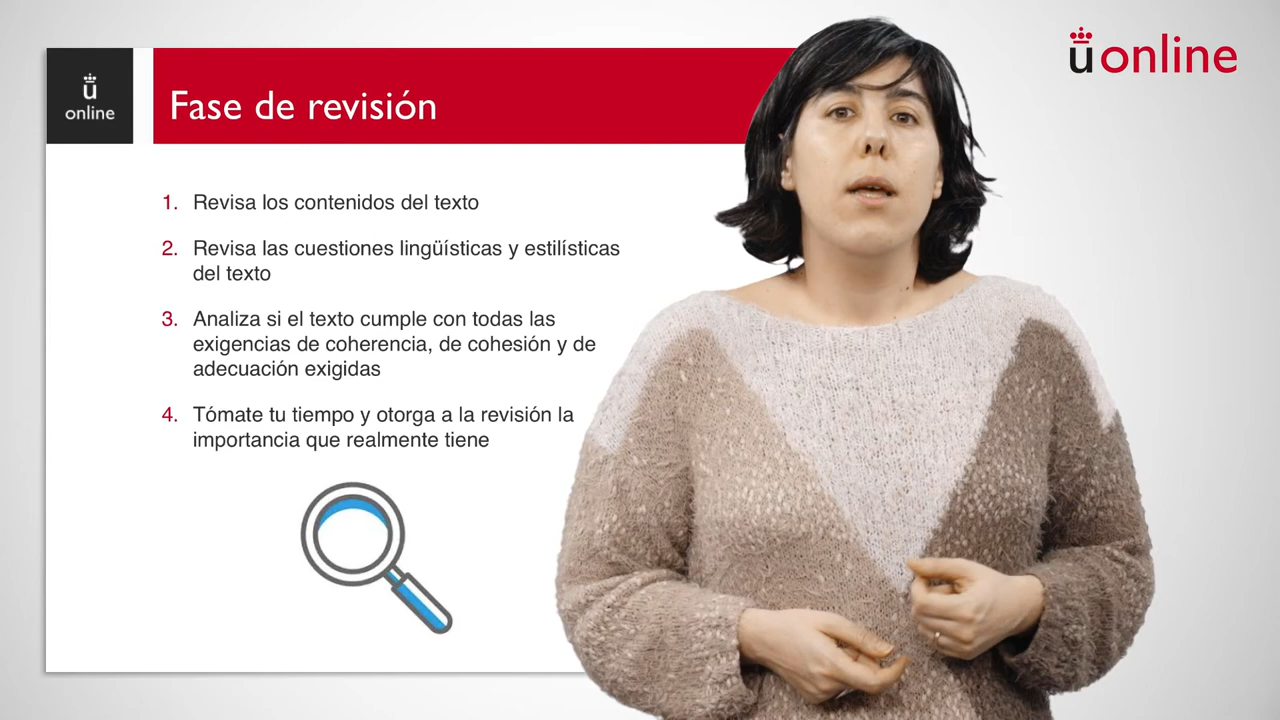 ü online
ü
online
Fase de revisión
1. Revisa los contenidos del texto
2. Revisa las cuestiones lingüísticas y estilísticas
del texto
3. Analiza si el texto cumple con todas las
exigencias de coherencia, de cohesión y de
adecuación exigidas
4. Tómate tu tiempo y otorga a la revisión la
importancia que realmente tiene